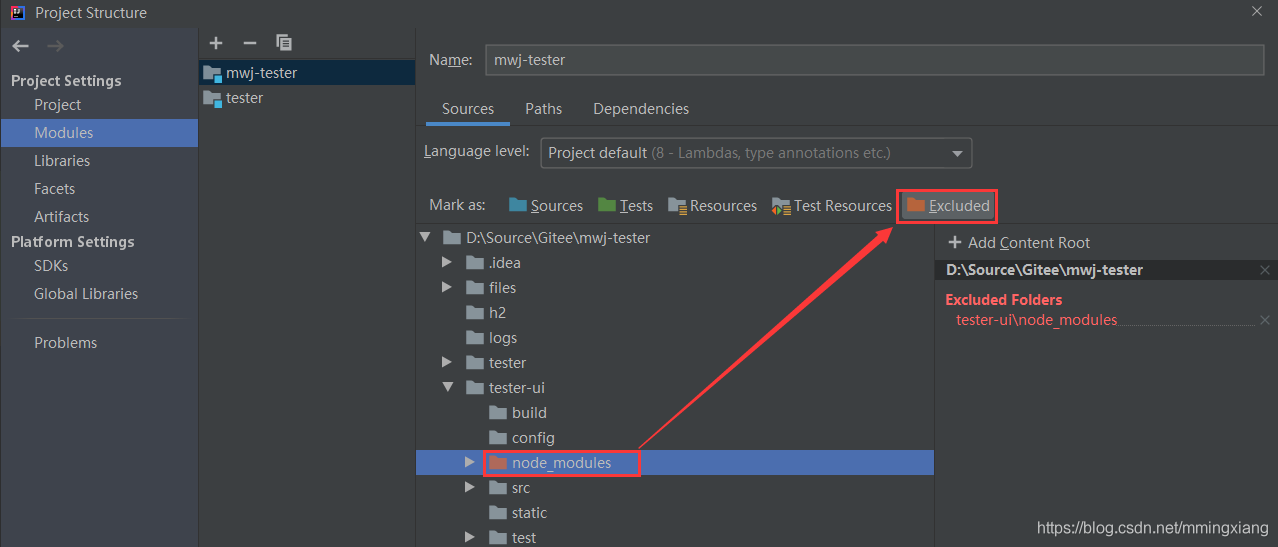 Project Structure
Project Settings
Project
Modules
Libraries
Facets
Artifacts
Platform Settings
SDKs
Global Libraries
Problems
mwj-tester
tester
Name: mwj-tester
Sources Paths Dependencies
Language level: Project default (8 - Lambdas, type annotations etc.)
Mark as: Sources Tests Resources Test Resources Excluded
D:\Source\Gitee\mwj-tester
.idea
files
h2
logs
tester
tester-ui
build
config
node_modules
src
static
test
Add Content Root
D:\Source\Gitee\mwj-tester
Excluded Folders
tester-ui\node_modules
https://blog.csdn.net/mmingxiang